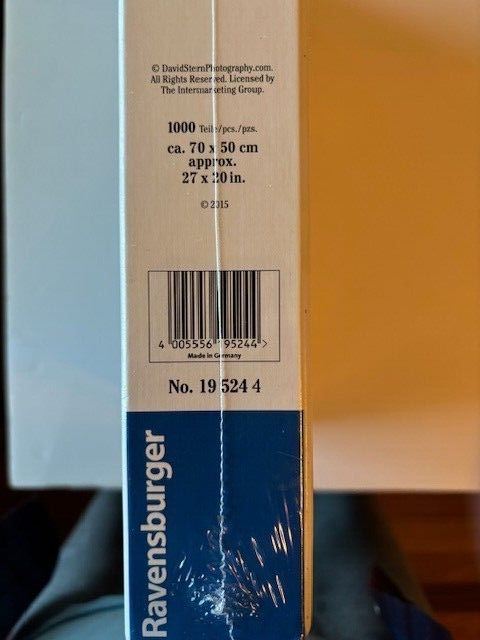 © DavidSternPhotography.com.
All Rights Reserved. Licensed by
The Intermarketing Group.
1000 Teile/pcs./pzs.
ca. 70 x 50 cm
approx.
27 x 20 in.
© 2015
4 005556 195244 >
Made in Germany
No. 19 524 4
Ravensburger